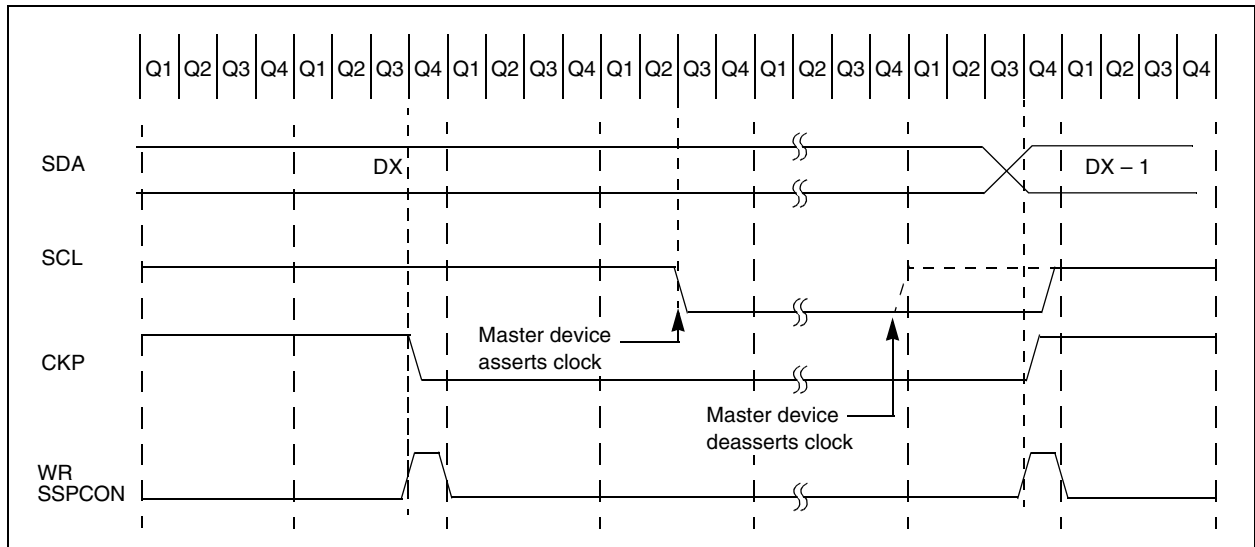 Q1 Q2 Q3 Q4 Q1 Q2 Q3 Q4 Q1 Q2 Q3 Q4 Q1 Q2 Q3 Q4 Q1 Q2 Q3 Q4 Q1 Q2 Q3 Q4 Q1 Q2 Q3 Q4
SDA
DX
DX – 1
SCL
Master device
asserts clock
CKP
Master device
deasserts clock
WR
SSPCON